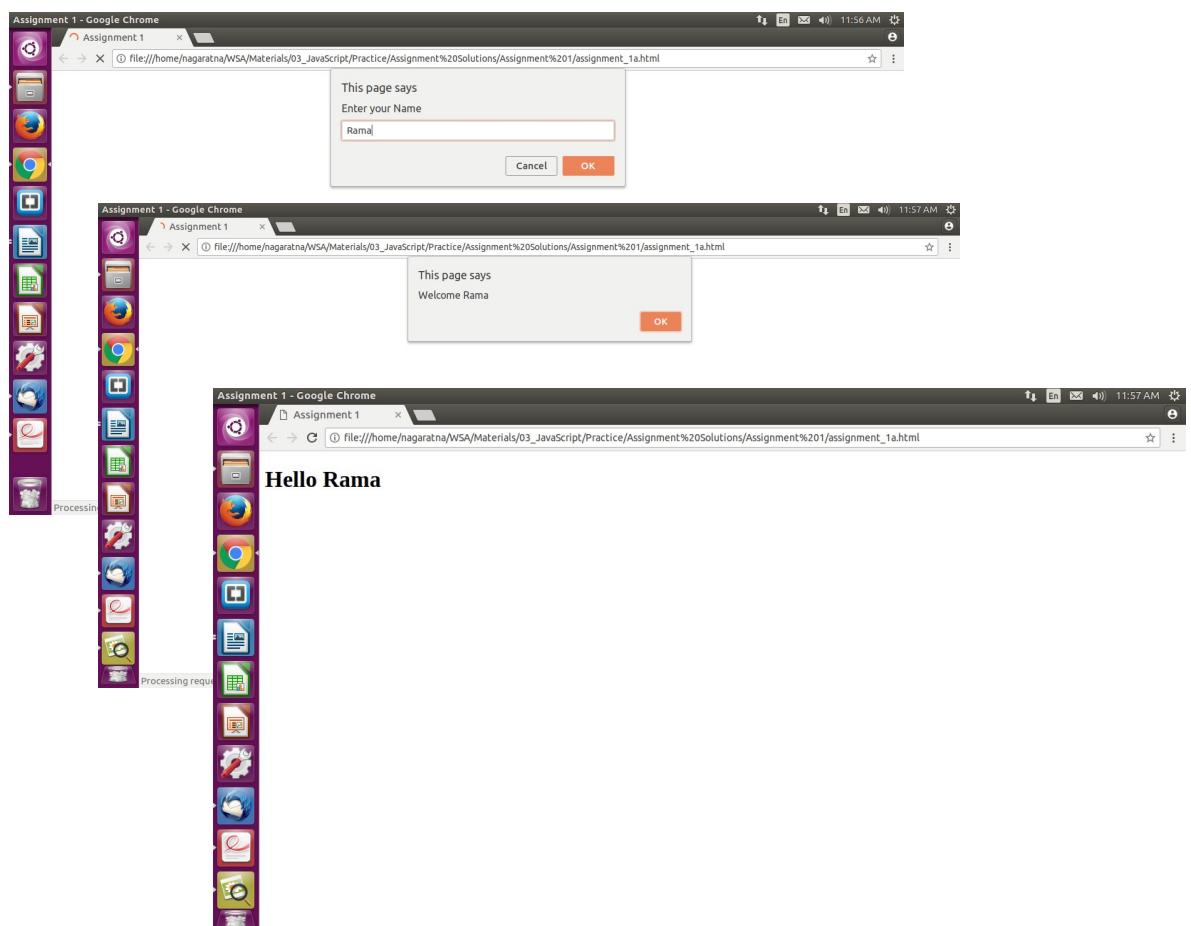 Assignment 1 - Google Chrome
En
11:56 AM
Assignment 1 ×
file:///home/nagaratna/WSA/Materials/03_JavaScript/Practice/Assignment%20Solutions/Assignment%201/assignment_1a.html
This page says
Enter your Name
Rama
Cancel OK
Processin
Assignment 1 - Google Chrome
En
11:57 AM
Assignment 1 ×
file:///home/nagaratna/WSA/Materials/03_JavaScript/Practice/Assignment%20Solutions/Assignment%201/assignment_1a.html
This page says
Welcome Rama
OK
Processing reque
Assignment 1 - Google Chrome
En
11:57 AM
Assignment 1 ×
file:///home/nagaratna/WSA/Materials/03_JavaScript/Practice/Assignment%20Solutions/Assignment%201/assignment_1a.html
Hello Rama